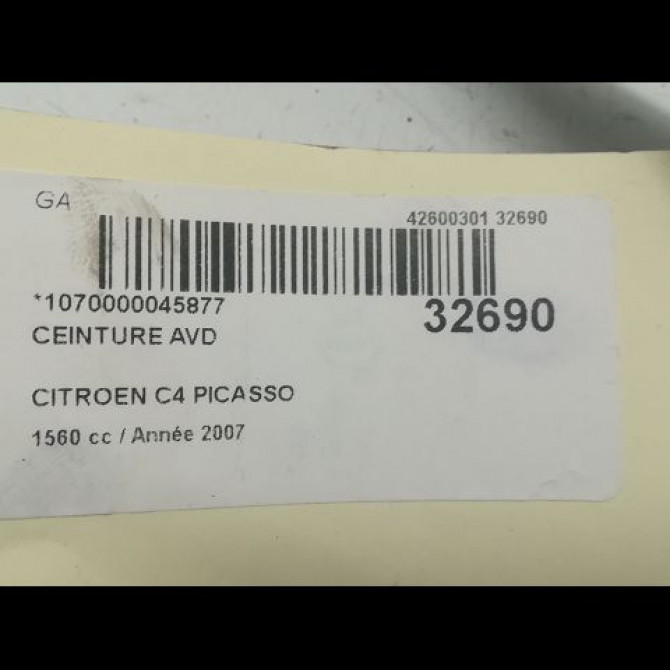 GA
42600301 32690
*1070000045877
32690
CEINTURE AVD
CITROEN C4 PICASSO
1560 cc / Année 2007